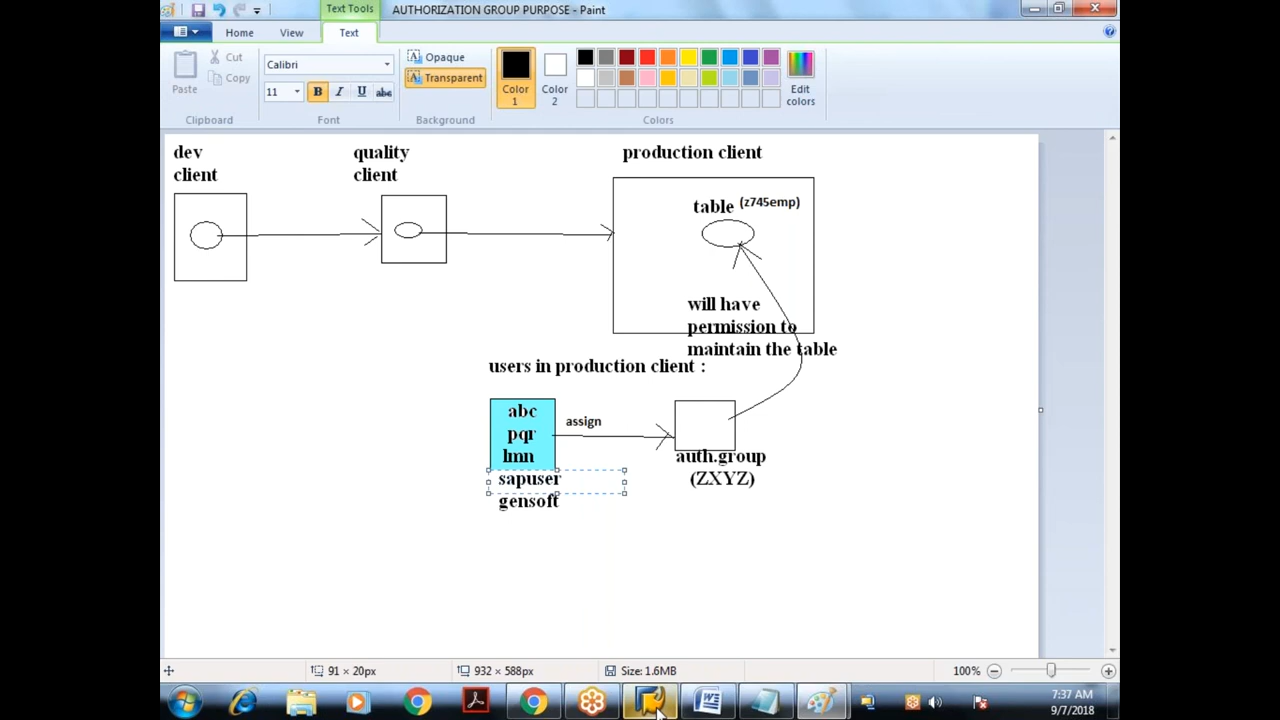 Text Tools
AUTHORIZATION GROUP PURPOSE - Paint
Home
View
Text
Paste
Cut
Copy
Clipboard
Calibri
11
B
I
U
abc
Font
Opaque
Transparent
Background
Color 1
Color 2
Edit colors
Colors
dev
client
quality
client
production client
table (z745emp)
will have
permission to
maintain the table
users in production client :
abc
pqr
lmn
sapuser
gensoft
assign
auth.group
(ZXYZ)
91 × 20px
932 × 588px
Size: 1.6MB
100%
7:37 AM
9/7/2018